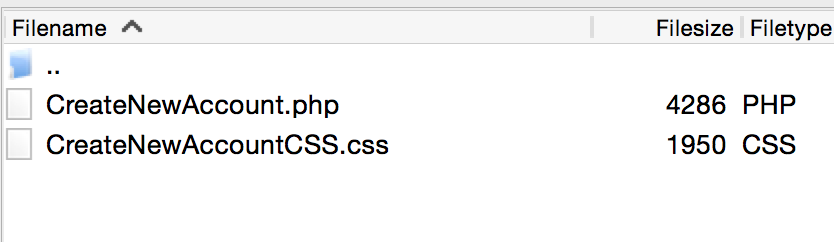 Filename Filesize Filetype
..
CreateNewAccount.php 4286 PHP
CreateNewAccountCSS.css 1950 CSS